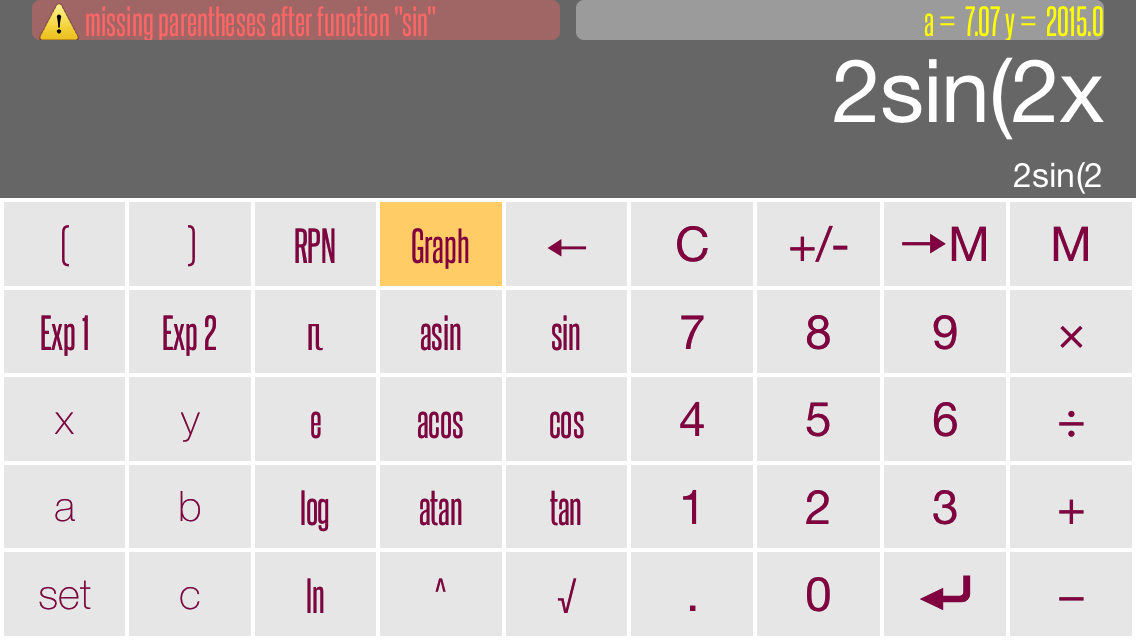 missing parentheses after function "sin" a = 7.07 y = 2015.0
2sin(2x
2sin(2
( ) RPN Graph ← C +/- →M M
Exp 1 Exp 2 π asin sin 7 8 9 ×
x y e acos cos 4 5 6 ÷
a b log atan tan 1 2 3 +
set c ln ^ √ . 0 −